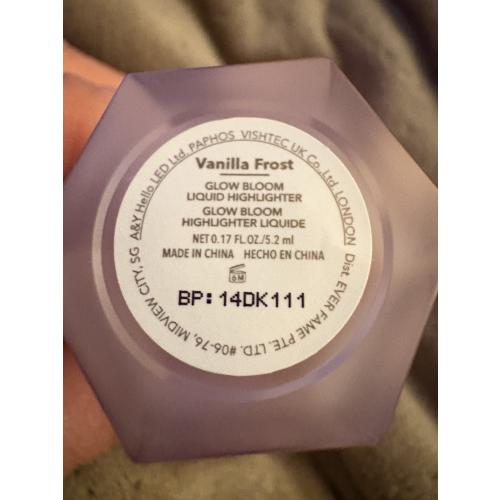 A&Y Hello LED Ltd. PAPHOS VISHTEC UK Co.,Ltd LONDON Dist. EVER FAME PTE. LTD. #06-76, MIDVIEW CITY, SG
Vanilla Frost
GLOW BLOOM
LIQUID HIGHLIGHTER
GLOW BLOOM
HIGHLIGHTER LIQUIDE
NET 0.17 FL.OZ./5.2 ml
MADE IN CHINA HECHO EN CHINA
6M
BP:14DK111